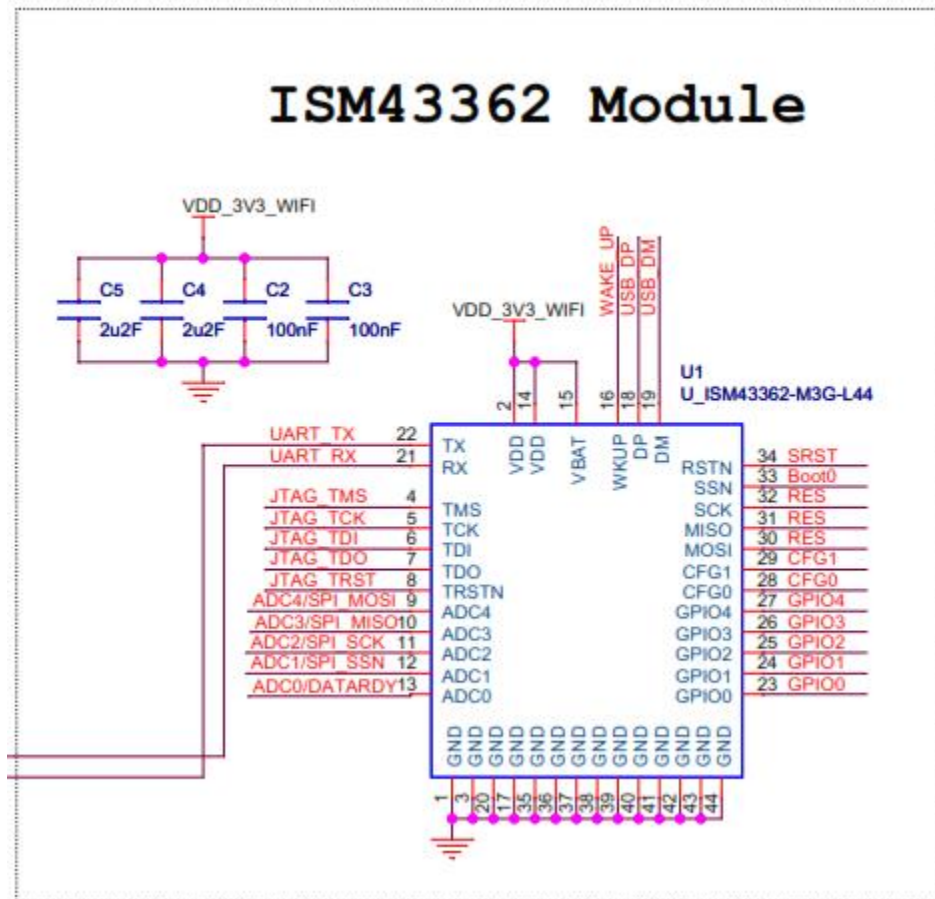 ISM43362 Module
VDD_3V3_WIFI
C5 C4 C2 C3
2u2F 2u2F 100nF 100nF
VDD_3V3_WIFI
WAKE_UP
USB_DP
USB_DM
U1
U_ISM43362-M3G-L44
2 14 15 16 18 19
VDD VDD VBAT WKUP DP DM
UART_TX 22 TX
UART_RX 21 RX
JTAG_TMS 4 TMS
JTAG_TCK 5 TCK
JTAG_TDI 6 TDI
JTAG_TDO 7 TDO
JTAG_TRST 8 TRSTN
ADC4/SPI_MOSI 9 ADC4
ADC3/SPI_MISO 10 ADC3
ADC2/SPI_SCK 11 ADC2
ADC1/SPI_SSN 12 ADC1
ADC0/DATARDY 13 ADC0
RSTN 34 SRST
SSN 33 Boot0
SCK 32 RES
MISO 31 RES
MOSI 30 RES
CFG1 29 CFG1
CFG0 28 CFG0
GPIO4 27 GPIO4
GPIO3 26 GPIO3
GPIO2 25 GPIO2
GPIO1 24 GPIO1
GPIO0 23 GPIO0
GND GND GND GND GND GND GND GND GND GND GND GND GND GND
1 3 20 17 35 36 37 38 39 40 41 42 43 44